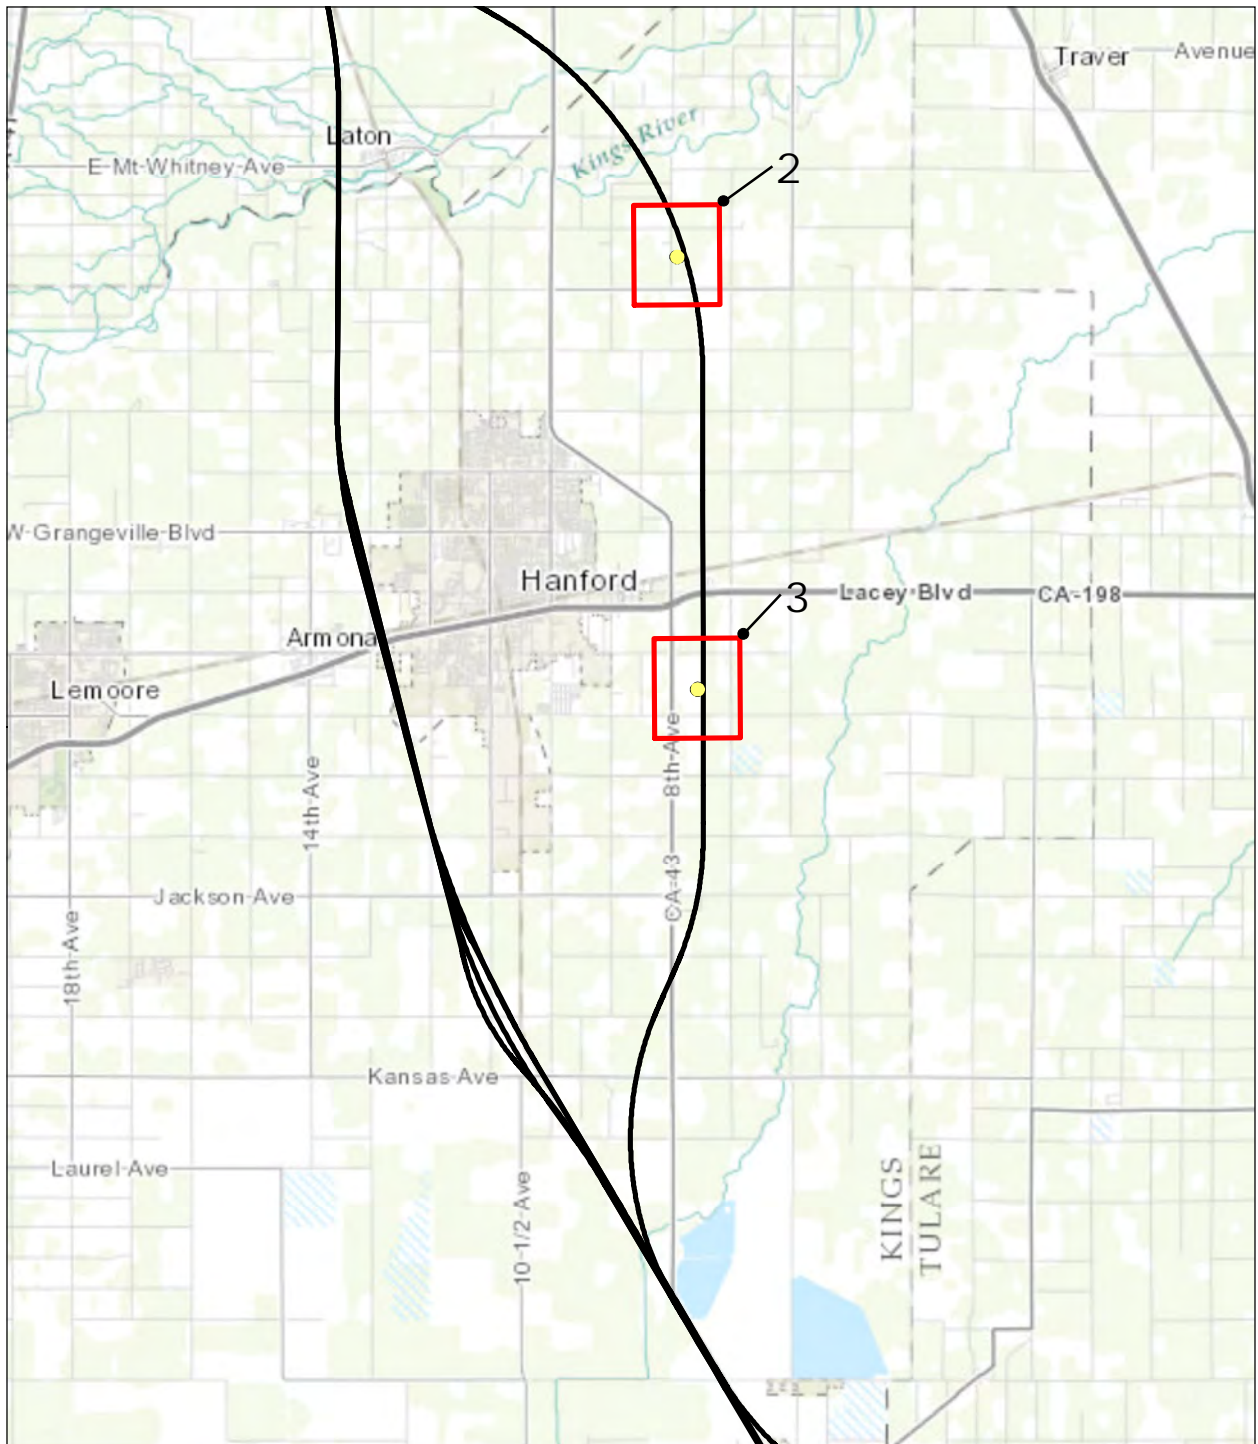 Traver
Avenue
Laton
E Mt Whitney Ave
Kings River
2
W Grangeville Blvd
Hanford
Lacey Blvd
CA-198
3
Armona
Lemoore
8th Ave
14th Ave
CA-43
Jackson Ave
18th Ave
Kansas Ave
Laurel Ave
10-1/2 Ave
KINGS
TULARE